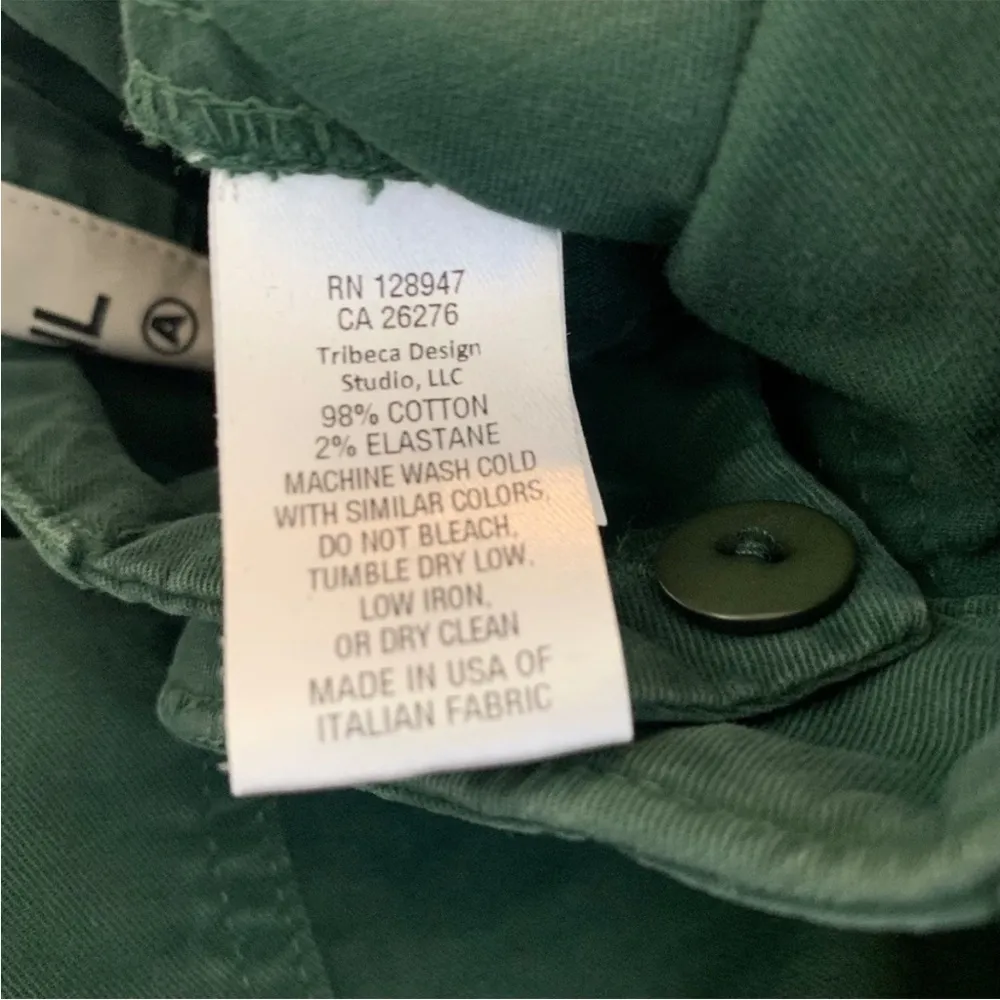 RN 128947
CA 26276
Tribeca Design
Studio, LLC
98% COTTON
2% ELASTANE
MACHINE WASH COLD
WITH SIMILAR COLORS,
DO NOT BLEACH,
TUMBLE DRY LOW,
LOW IRON,
OR DRY CLEAN
MADE IN USA OF
ITALIAN FABRIC
L A